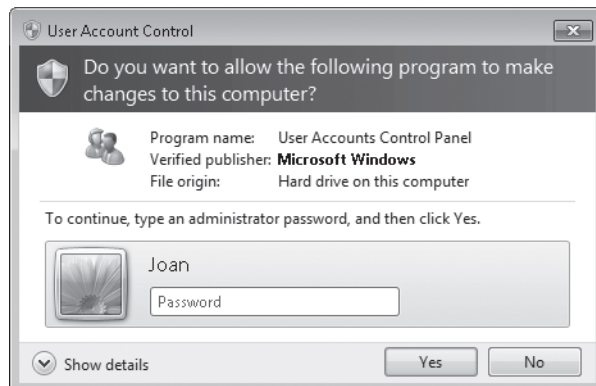 User Account Control
Do you want to allow the following program to make
changes to this computer?
Program name: User Accounts Control Panel
Verified publisher: Microsoft Windows
File origin: Hard drive on this computer
To continue, type an administrator password, and then click Yes.
Joan
Password
Show details
Yes
No